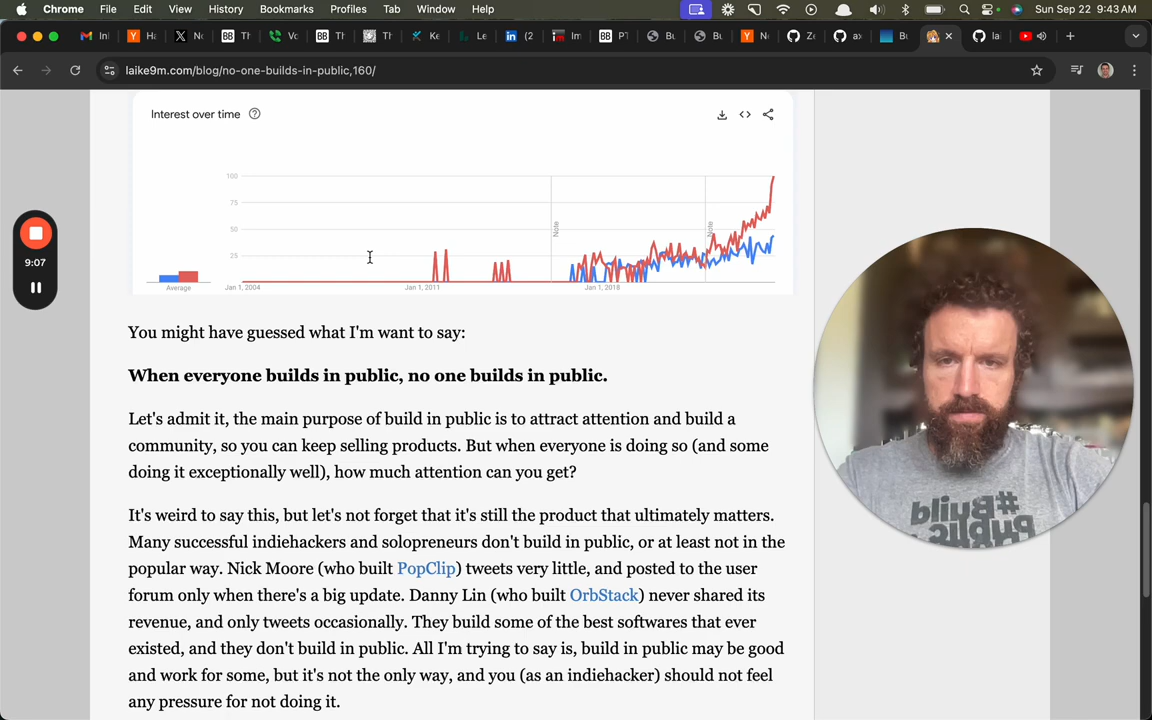 Chrome File Edit View History Bookmarks Profiles Tab Window Help Sun Sep 22 9:43 AM
laike9m.com/blog/no-one-builds-in-public,160/
Interest over time
100
75
50
25
Note
Note
Average
Jan 1, 2004
Jan 1, 2011
Jan 1, 2018
9:07
You might have guessed what I'm want to say:
When everyone builds in public, no one builds in public.
Let's admit it, the main purpose of build in public is to attract attention and build a
community, so you can keep selling products. But when everyone is doing so (and some
doing it exceptionally well), how much attention can you get?
It's weird to say this, but let's not forget that it's still the product that ultimately matters.
Many successful indiehackers and solopreneurs don't build in public, or at least not in the
popular way. Nick Moore (who built PopClip) tweets very little, and posted to the user
forum only when there's a big update. Danny Lin (who built OrbStack) never shared its
revenue, and only tweets occasionally. They build some of the best softwares that ever
existed, and they don't build in public. All I'm trying to say is, build in public may be good
and work for some, but it's not the only way, and you (as an indiehacker) should not feel
any pressure for not doing it.
#Build
Public